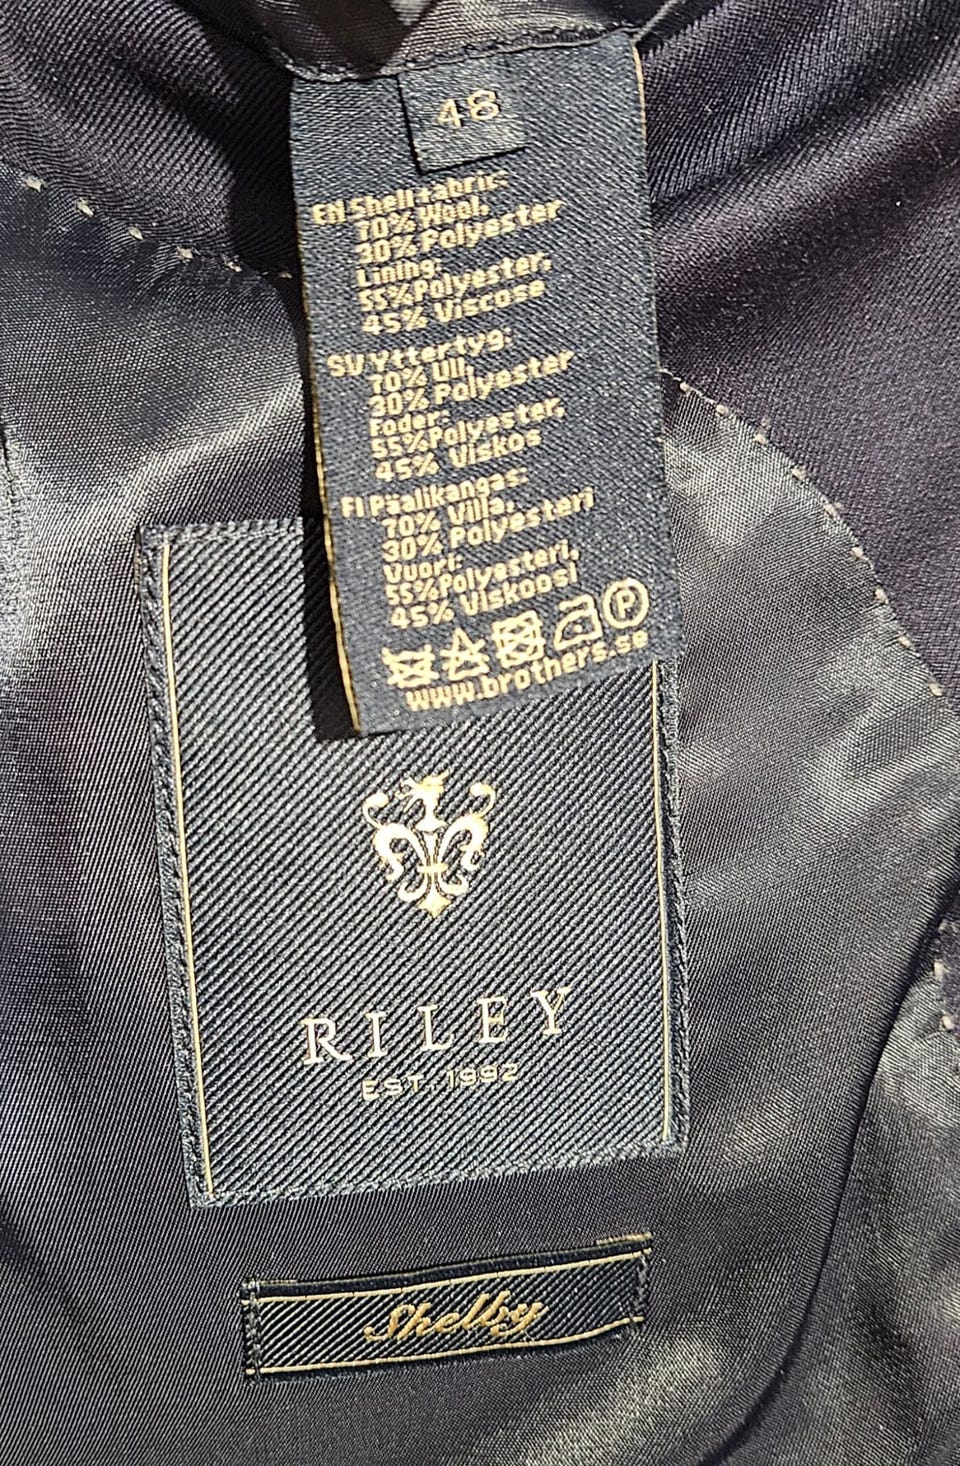 48
EN Shell fabric:
70% Wool,
30% Polyester
Lining:
55%Polyester,
45% Viscose
SV Yttertyg:
70% Ull,
30% Polyester
Foder:
55%Polyester,
45% Viskos
FI Päälikangas:
70% Villa,
30% Polyesteri
Vuori:
55%Polyesteri,
45% Viskoosi
P
www.brothers.se
RILEY
EST 1992
Shelby